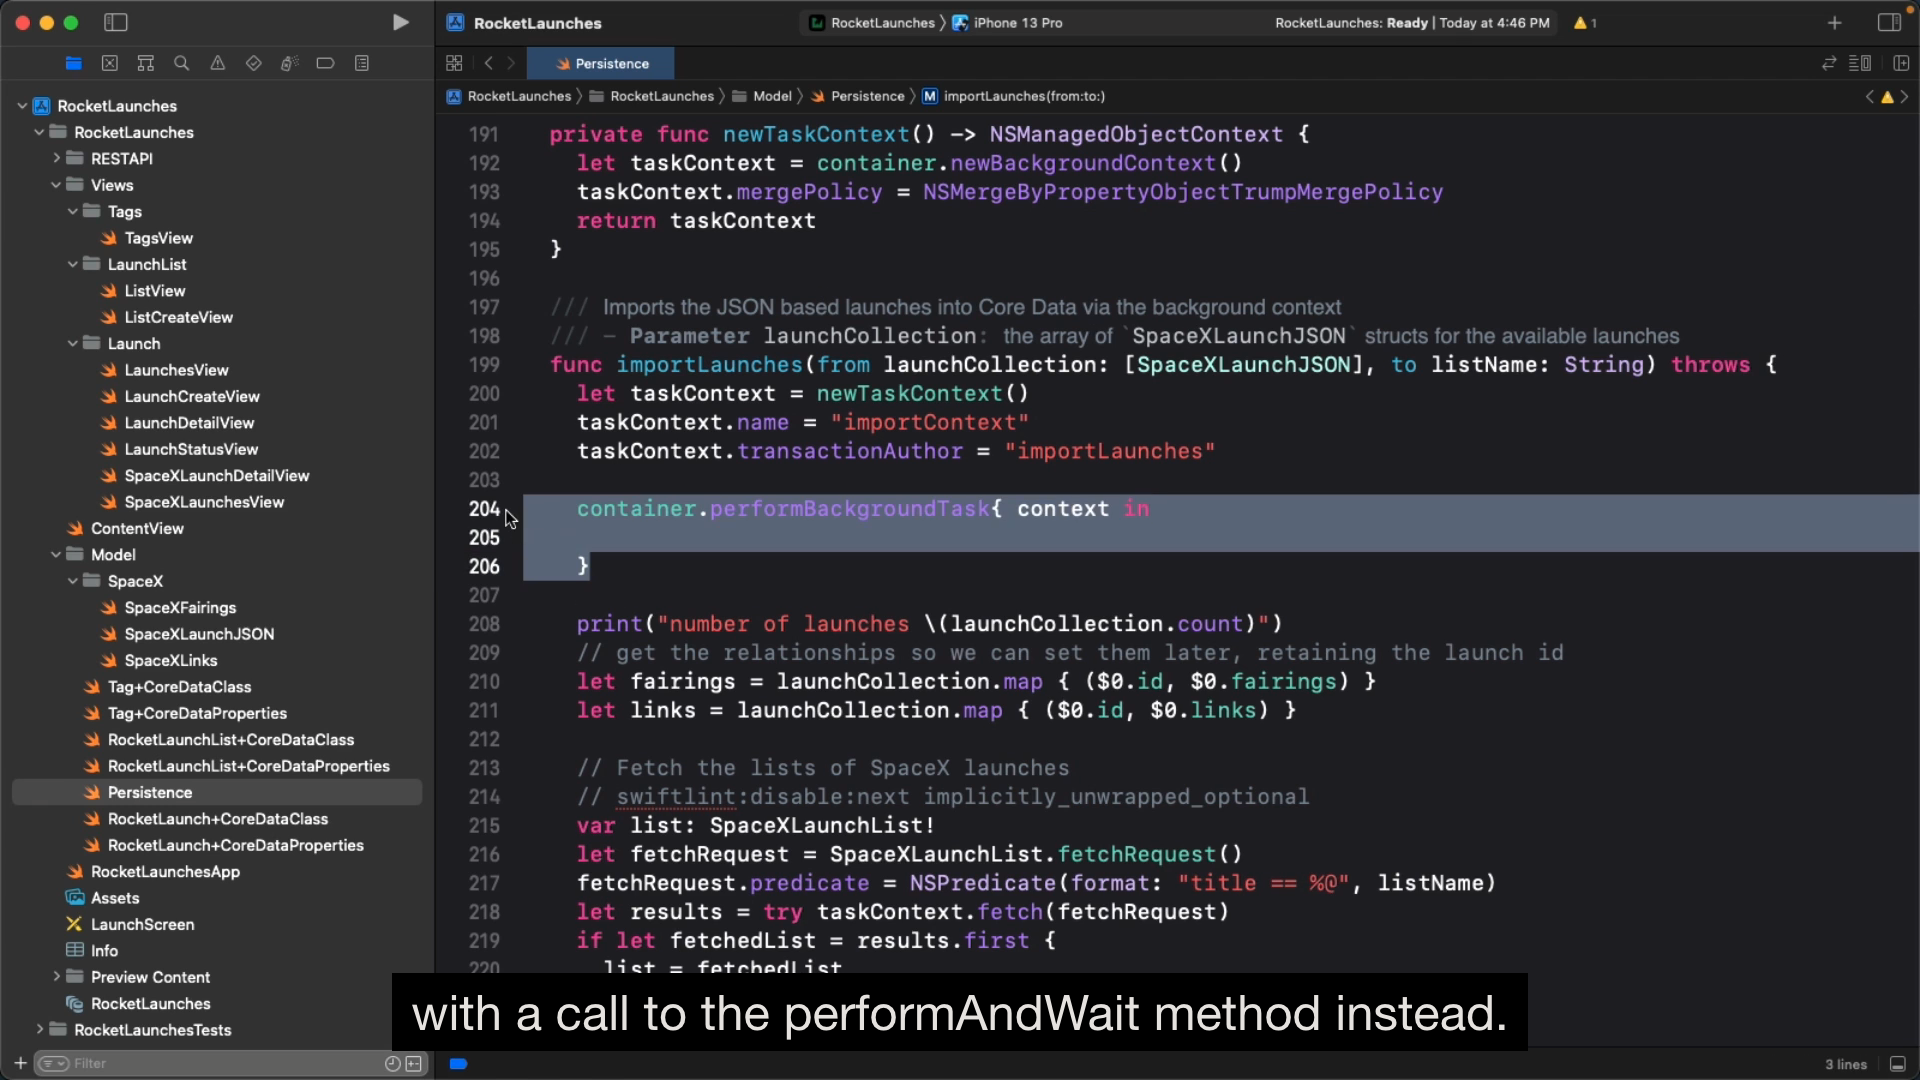 RocketLaunches
RocketLaunches
iPhone 13 Pro
RocketLaunches: Ready | Today at 4:46 PM
1
Persistence
RocketLaunches
RocketLaunches
Model
Persistence
M importLaunches(from:to:)
RocketLaunches
RocketLaunches
RESTAPI
Views
Tags
TagsView
LaunchList
ListView
ListCreateView
Launch
LaunchesView
LaunchCreateView
LaunchDetailView
LaunchStatusView
SpaceXLaunchDetailView
SpaceXLaunchesView
ContentView
Model
SpaceX
SpaceXFairings
SpaceXLaunchJSON
SpaceXLinks
Tag+CoreDataClass
Tag+CoreDataProperties
RocketLaunchList+CoreDataClass
RocketLaunchList+CoreDataProperties
Persistence
RocketLaunch+CoreDataClass
RocketLaunch+CoreDataProperties
RocketLaunchesApp
Assets
LaunchScreen
Info
Preview Content
RocketLaunches
RocketLaunchesTests
Filter
191 private func newTaskContext() -> NSManagedObjectContext {
192 let taskContext = container.newBackgroundContext()
193 taskContext.mergePolicy = NSMergeByPropertyObjectTrumpMergePolicy
194 return taskContext
195 }
196
197 /// Imports the JSON based launches into Core Data via the background context
198 /// – Parameter launchCollection: the array of `SpaceXLaunchJSON` structs for the available launches
199 func importLaunches(from launchCollection: [SpaceXLaunchJSON], to listName: String) throws {
200 let taskContext = newTaskContext()
201 taskContext.name = "importContext"
202 taskContext.transactionAuthor = "importLaunches"
203
204 container.performBackgroundTask{ context in
205
206 }
207
208 print("number of launches \(launchCollection.count)")
209 // get the relationships so we can set them later, retaining the launch id
210 let fairings = launchCollection.map { ($0.id, $0.fairings) }
211 let links = launchCollection.map { ($0.id, $0.links) }
212
213 // Fetch the lists of SpaceX launches
214 // swiftlint:disable:next implicitly_unwrapped_optional
215 var list: SpaceXLaunchList!
216 let fetchRequest = SpaceXLaunchList.fetchRequest()
217 fetchRequest.predicate = NSPredicate(format: "title == %@", listName)
218 let results = try taskContext.fetch(fetchRequest)
219 if let fetchedList = results.first {
220 list = fetchedList
with a call to the performAndWait method instead.
3 lines